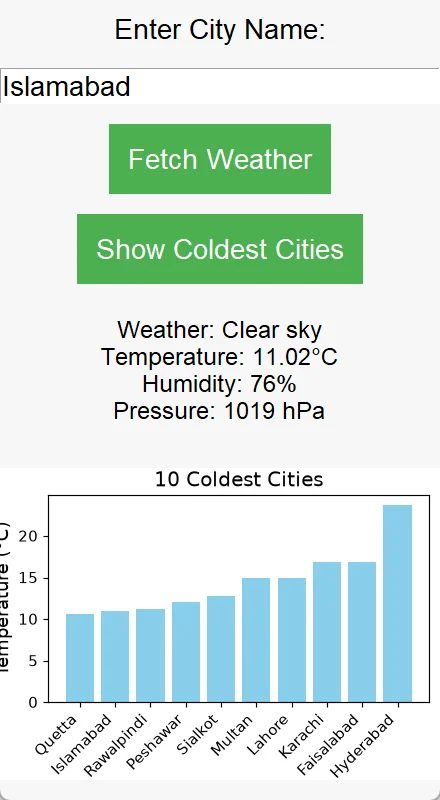 Enter City Name:
Islamabad
Fetch Weather
Show Coldest Cities
Weather: Clear sky
Temperature: 11.02°C
Humidity: 76%
Pressure: 1019 hPa
10 Coldest Cities
Temperature (°C)
20
15
10
5
0
Quetta
Islamabad
Rawalpindi
Peshawar
Sialkot
Multan
Lahore
Karachi
Faisalabad
Hyderabad